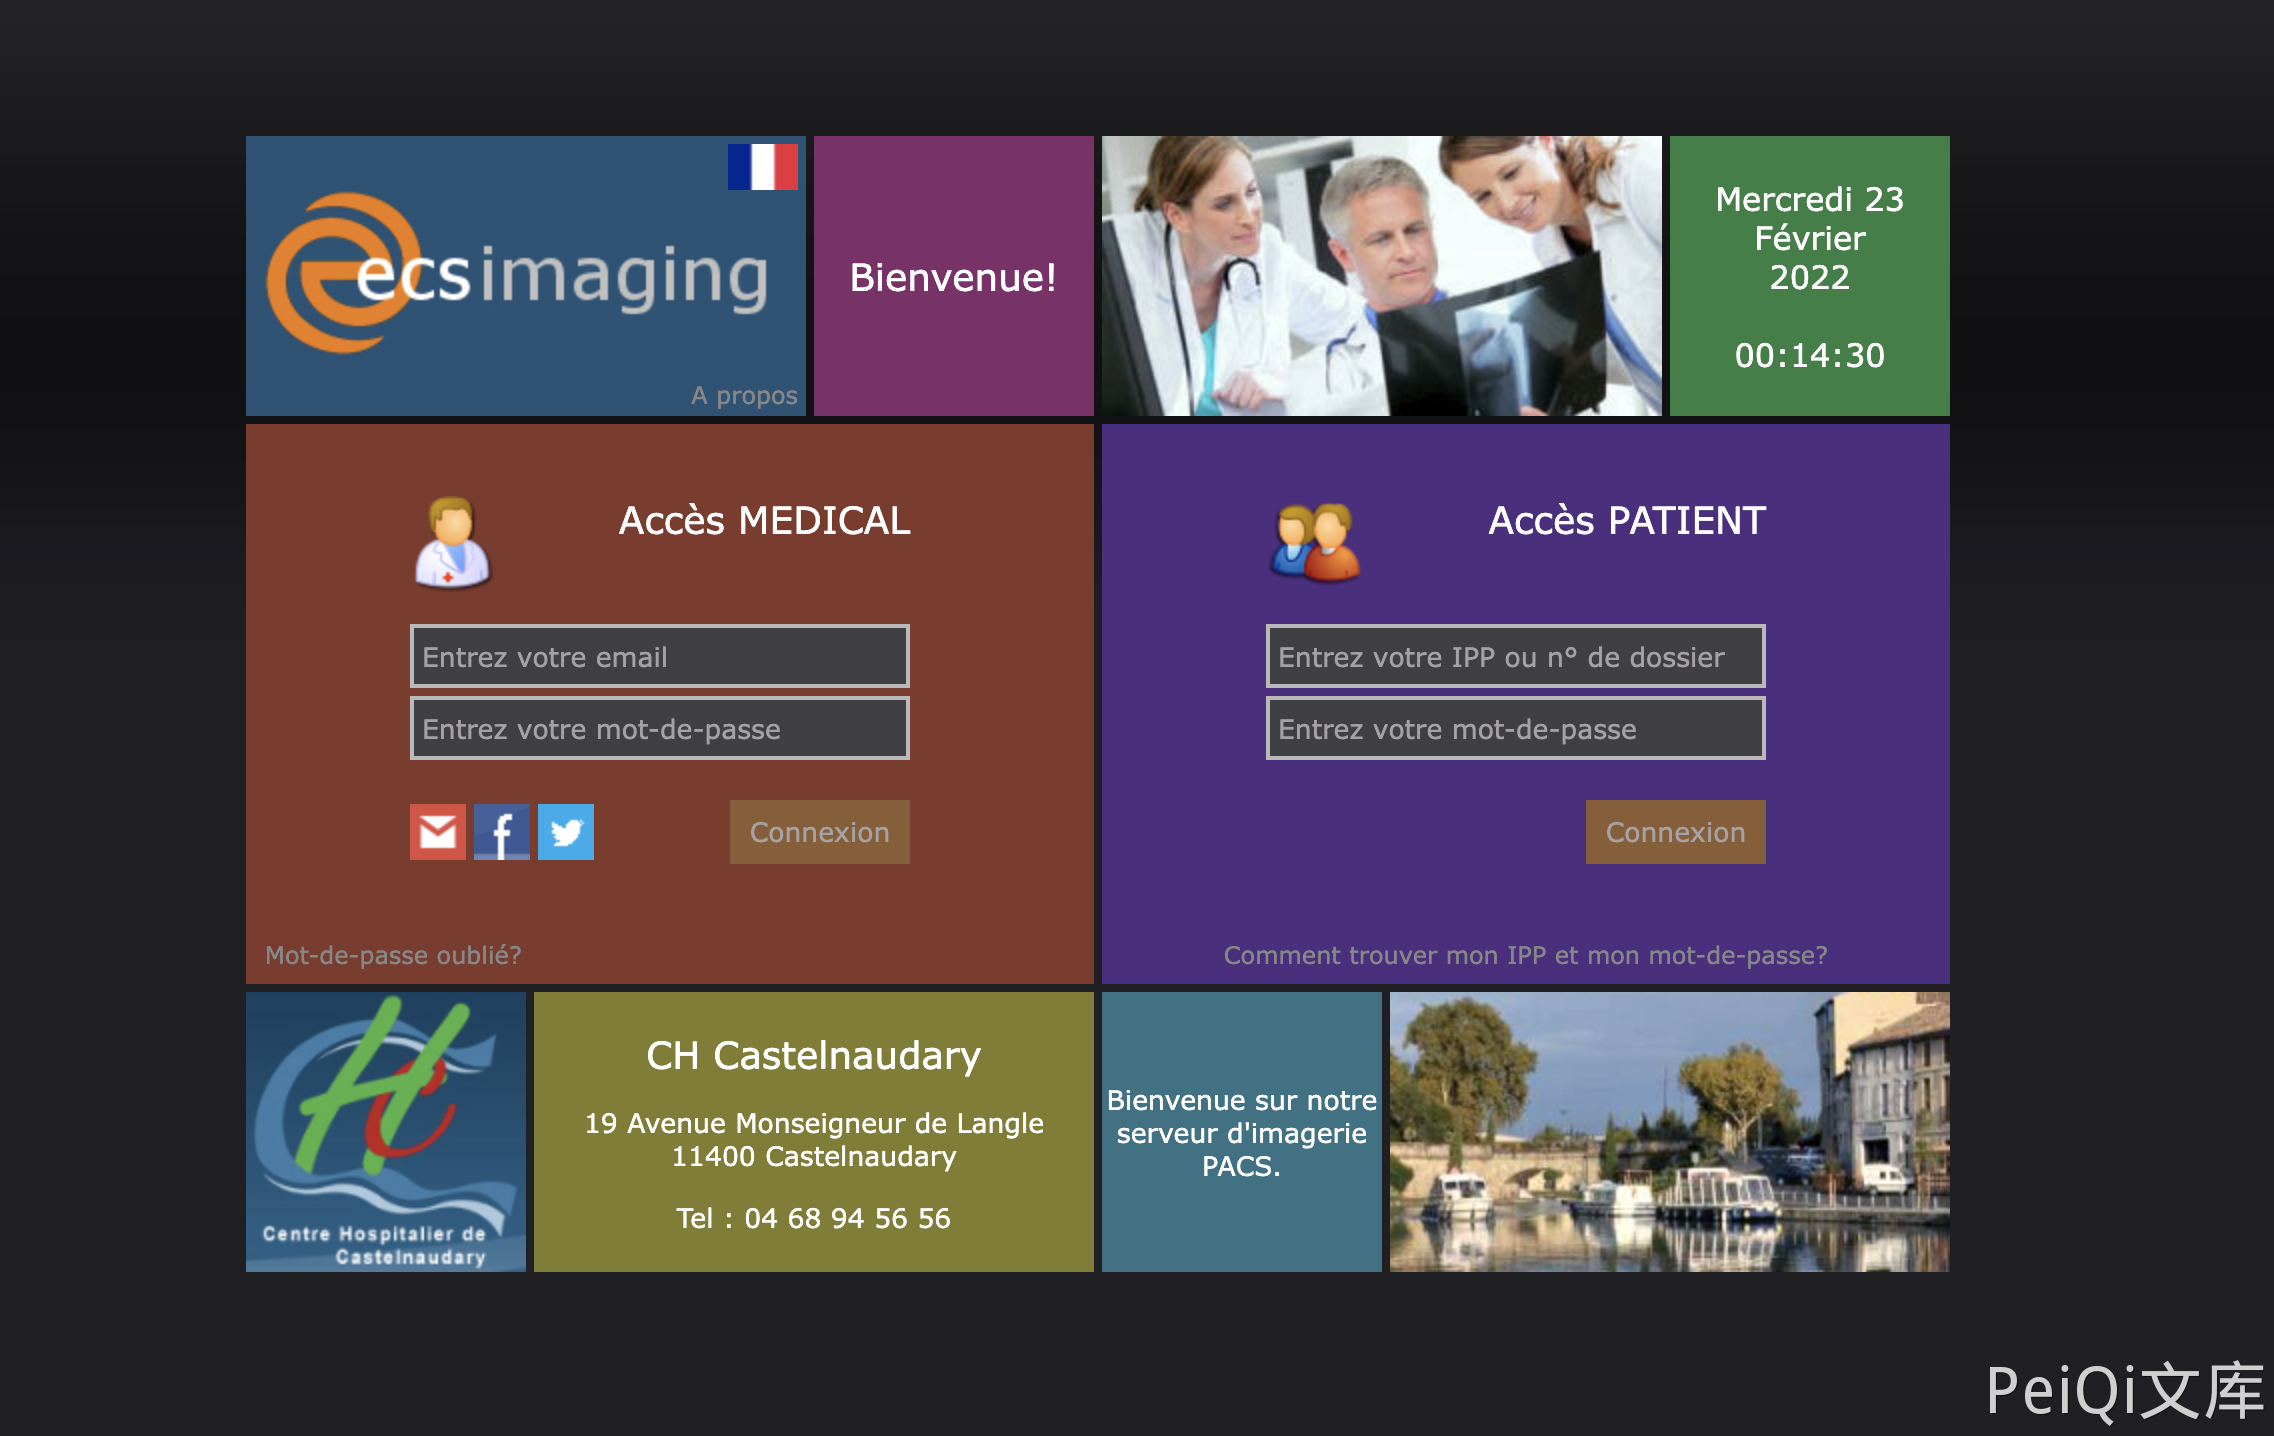 ecsimaging
A propos
Bienvenue!
Mercredi 23
Février
2022
00:14:30
Accès MEDICAL
Entrez votre email
Entrez votre mot-de-passe
Connexion
Mot-de-passe oublié?
Accès PATIENT
Entrez votre IPP ou n° de dossier
Entrez votre mot-de-passe
Connexion
Comment trouver mon IPP et mon mot-de-passe?
Centre Hospitalier de
Castelnaudary
CH Castelnaudary
19 Avenue Monseigneur de Langle
11400 Castelnaudary
Tel : 04 68 94 56 56
Bienvenue sur notre
serveur d'imagerie
PACS.
PeiQi文库